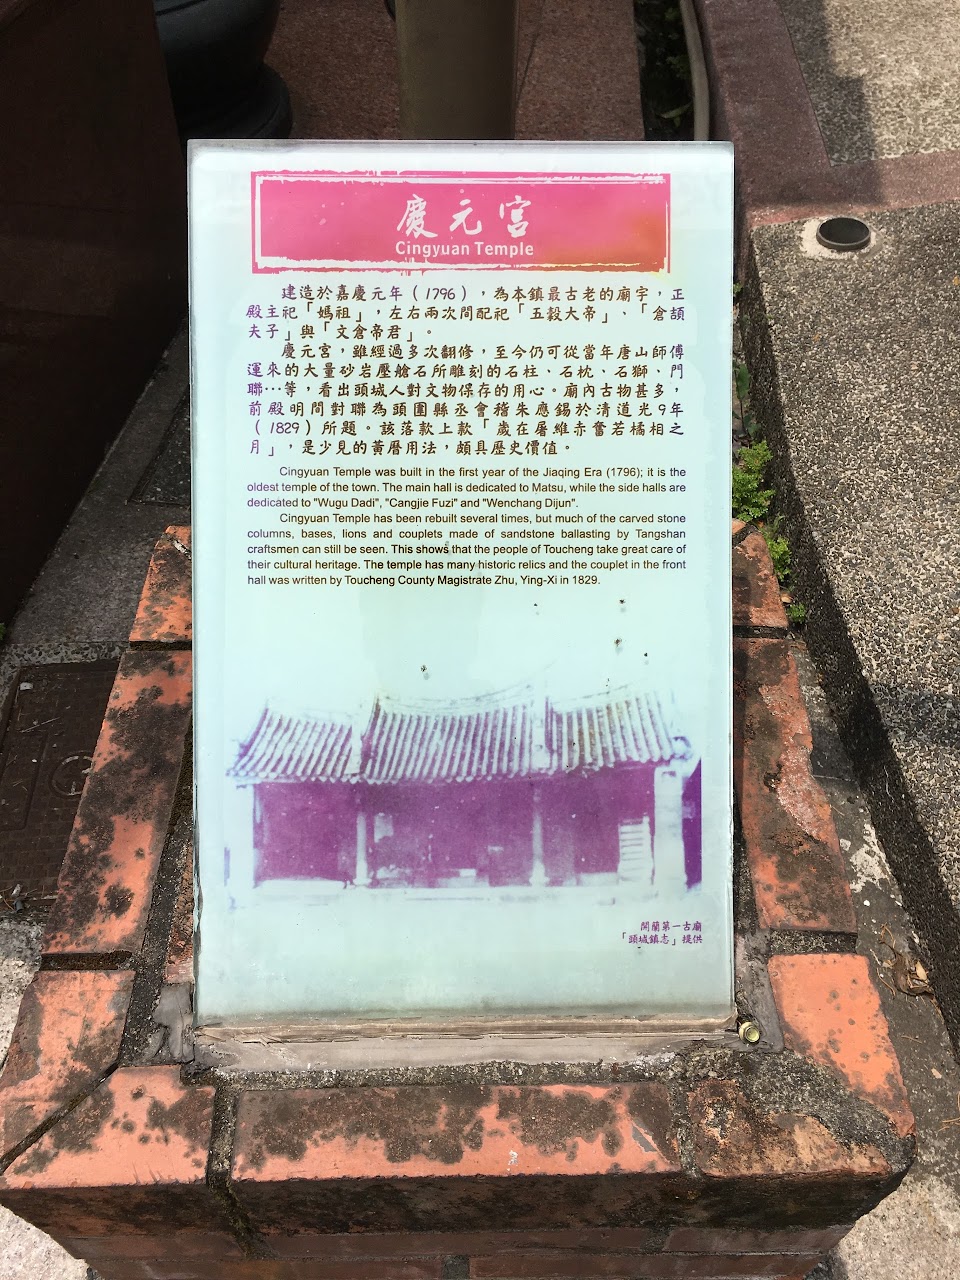 慶元宮
Cingyuan Temple
建造於嘉慶元年（1796），為本鎮最古老的廟宇，正
殿主祀「媽祖」，左右兩次間配祀「五穀大帝」、「倉頡
夫子」與「文倉帝君」。
慶元宮，雖經過多次翻修，至今仍可從當年唐山師傅
運來的大量砂岩壓艙石所雕刻的石柱、石枕、石獅、門
聯…等，看出頭城人對文物保存的用心。廟內古物甚多，
前殿明間對聯為頭圍縣丞會稽朱應錫於清道光9年
（1829）所題。該落款上款「歲在屠維赤奮若橘相之
月」，是少見的黃曆用法，頗具歷史價值。
Cingyuan Temple was built in the first year of the Jiaqing Era (1796); it is the
oldest temple of the town. The main hall is dedicated to Matsu, while the side halls are
dedicated to "Wugu Dadi", "Cangjie Fuzi" and "Wenchang Dijun".
Cingyuan Temple has been rebuilt several times, but much of the carved stone
columns, bases, lions and couplets made of sandstone ballasting by Tangshan
craftsmen can still be seen. This shows that the people of Toucheng take great care of
their cultural heritage. The temple has many historic relics and the couplet in the front
hall was written by Toucheng County Magistrate Zhu, Ying-Xi in 1829.
開蘭第一古廟
「頭城鎮志」提供